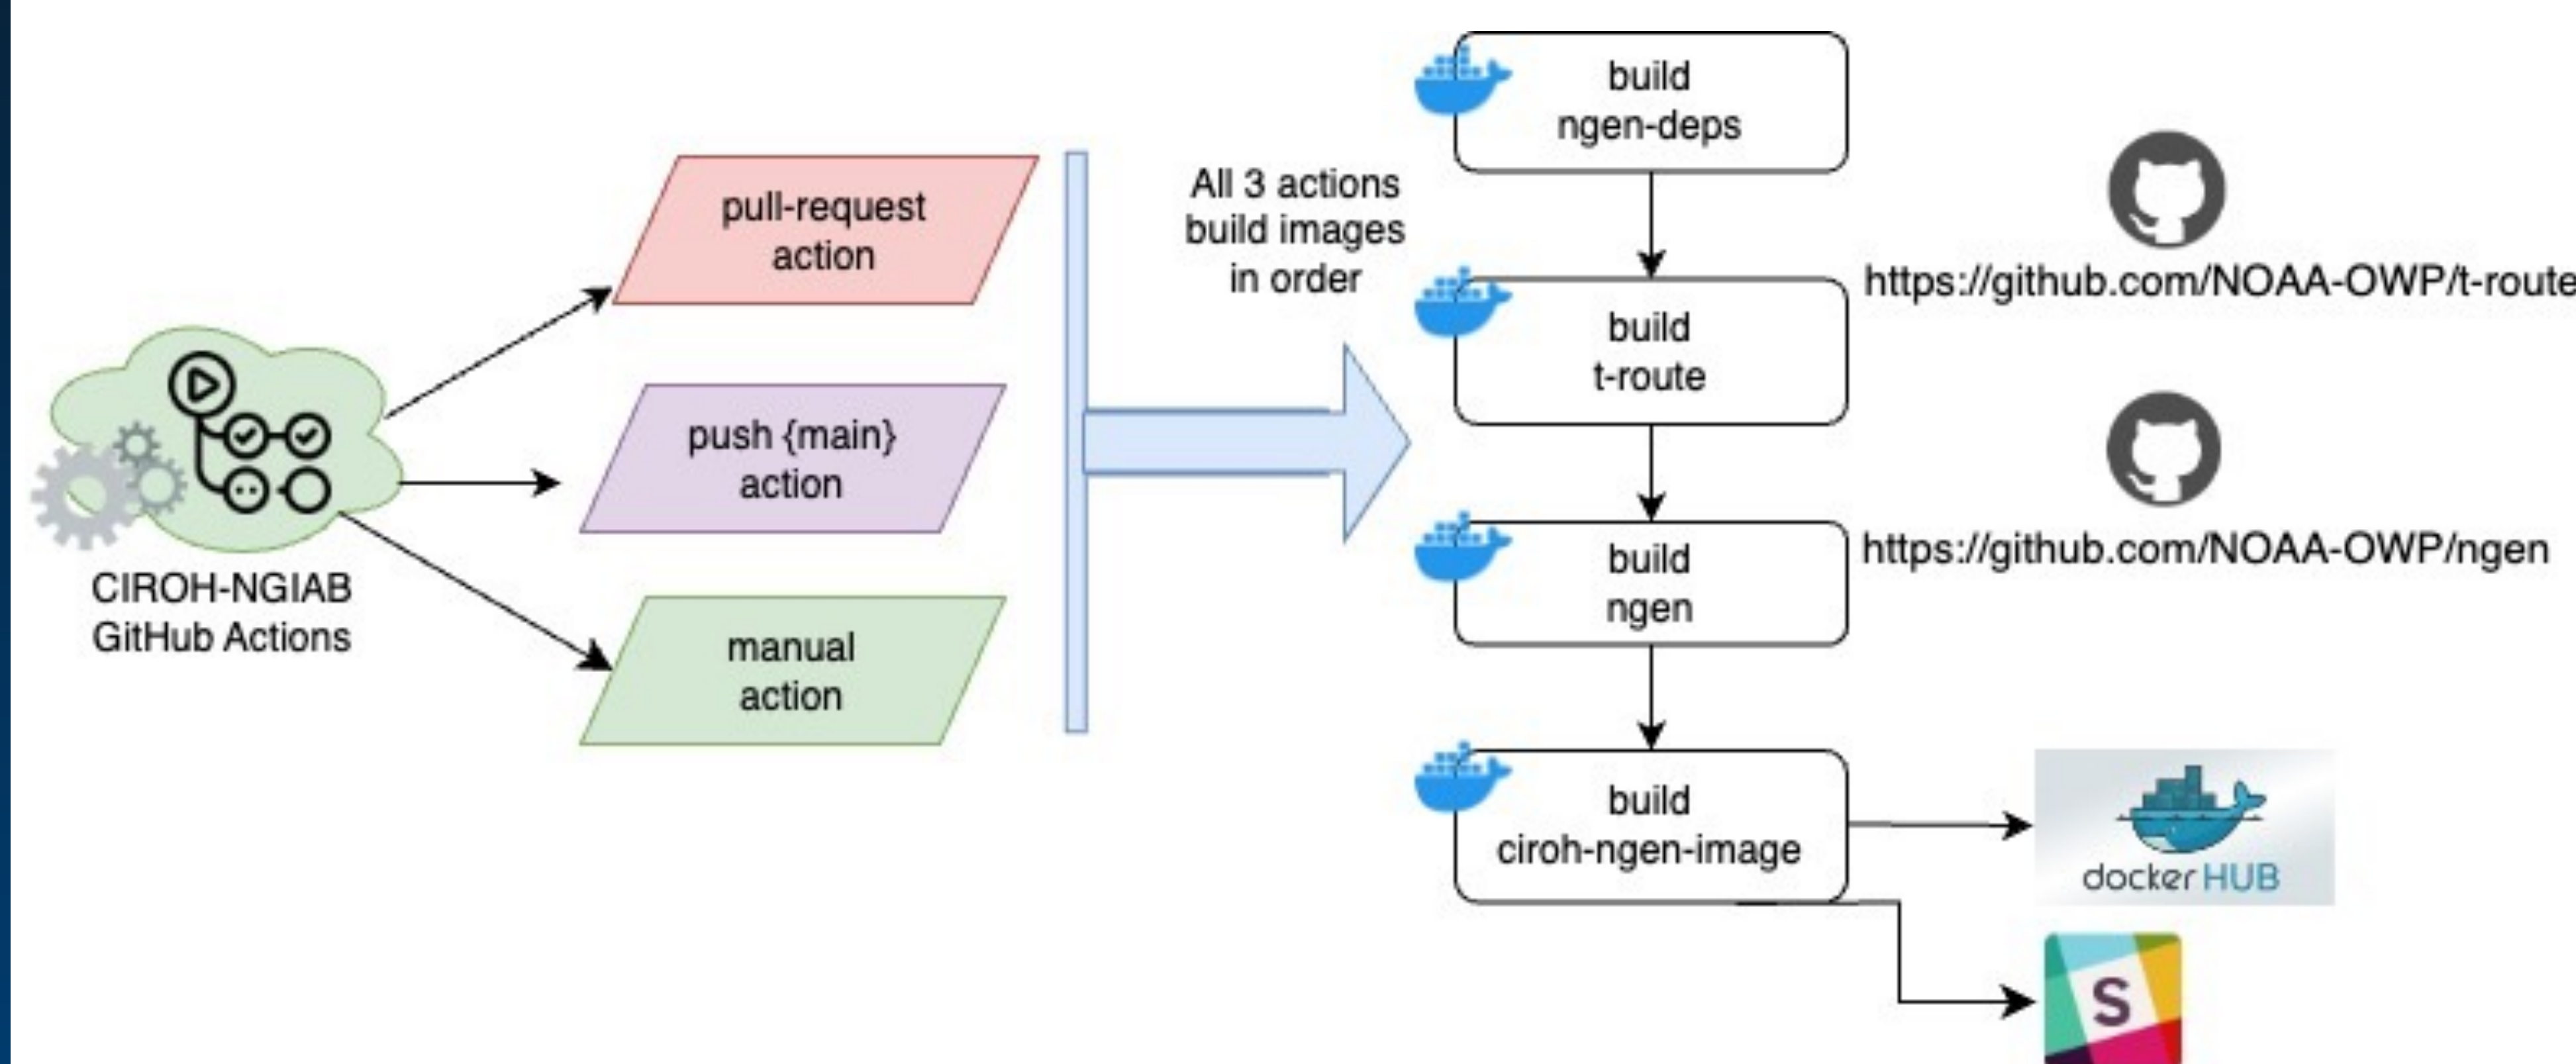 pull-request
action
push {main}
action
manual
action
CIROH-NGIAB
GitHub Actions
All 3 actions
build images
in order
build
ngen-deps
build
t-route
build
ngen
build
ciroh-ngen-image
https://github.com/NOAA-OWP/t-route
https://github.com/NOAA-OWP/ngen
docker HUB
S